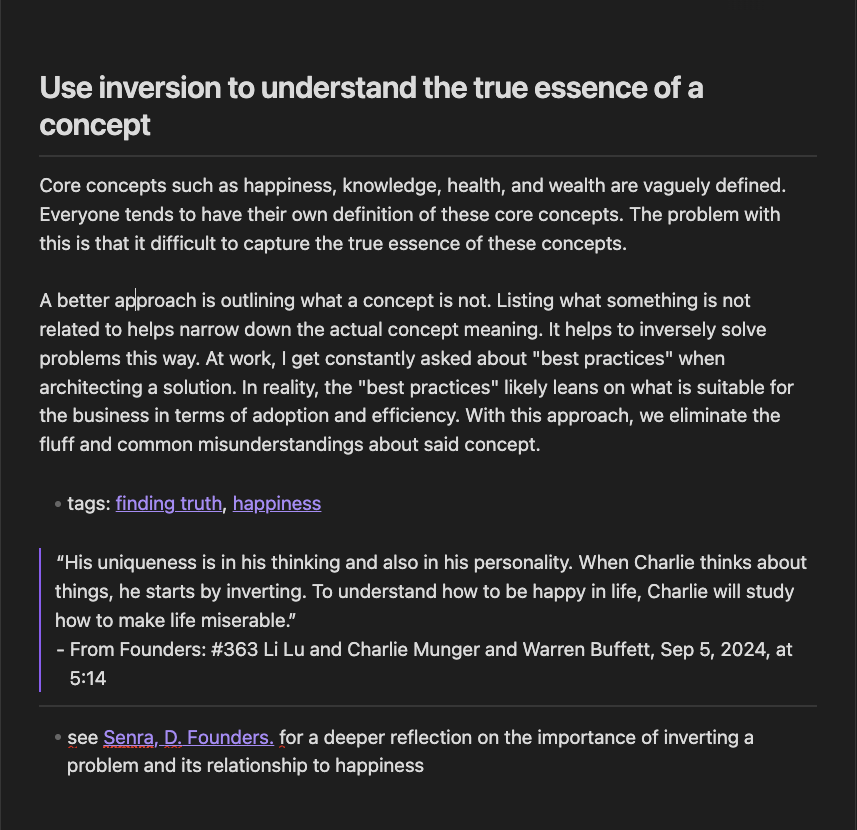 Use inversion to understand the true essence of a
concept
Core concepts such as happiness, knowledge, health, and wealth are vaguely defined.
Everyone tends to have their own definition of these core concepts. The problem with
this is that it difficult to capture the true essence of these concepts.
A better approach is outlining what a concept is not. Listing what something is not
related to helps narrow down the actual concept meaning. It helps to inversely solve
problems this way. At work, I get constantly asked about "best practices" when
architecting a solution. In reality, the "best practices" likely leans on what is suitable for
the business in terms of adoption and efficiency. With this approach, we eliminate the
fluff and common misunderstandings about said concept.
• tags: finding truth, happiness
“His uniqueness is in his thinking and also in his personality. When Charlie thinks about
things, he starts by inverting. To understand how to be happy in life, Charlie will study
how to make life miserable.”
- From Founders: #363 Li Lu and Charlie Munger and Warren Buffett, Sep 5, 2024, at
5:14
• see Senra, D. Founders. for a deeper reflection on the importance of inverting a
problem and its relationship to happiness